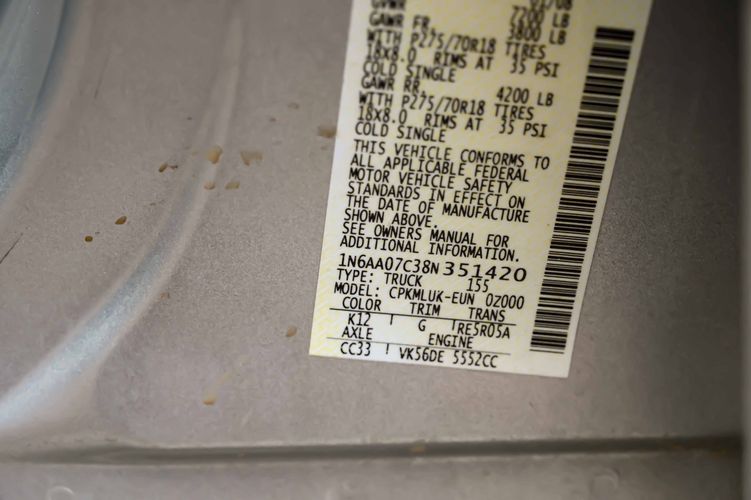 GVWR 01/08
7200 LB
GAWR FR. 3800 LB
WITH P275/70R18 TIRES
18X8.0 RIMS AT 35 PSI
COLD SINGLE
GAWR RR. 4200 LB
WITH P275/70R18 TIRES
18X8.0 RIMS AT 35 PSI
COLD SINGLE
THIS VEHICLE CONFORMS TO
ALL APPLICABLE FEDERAL
MOTOR VEHICLE SAFETY
STANDARDS IN EFFECT ON
THE DATE OF MANUFACTURE
SHOWN ABOVE.
SEE OWNERS MANUAL FOR
ADDITIONAL INFORMATION.
1N6AA07C38N351420
TYPE: TRUCK 155
MODEL: CPKMLUK-EUN 0Z000
COLOR TRIM TRANS
K12 G RE5R05A
AXLE ENGINE
CC33 VK56DE 5552CC